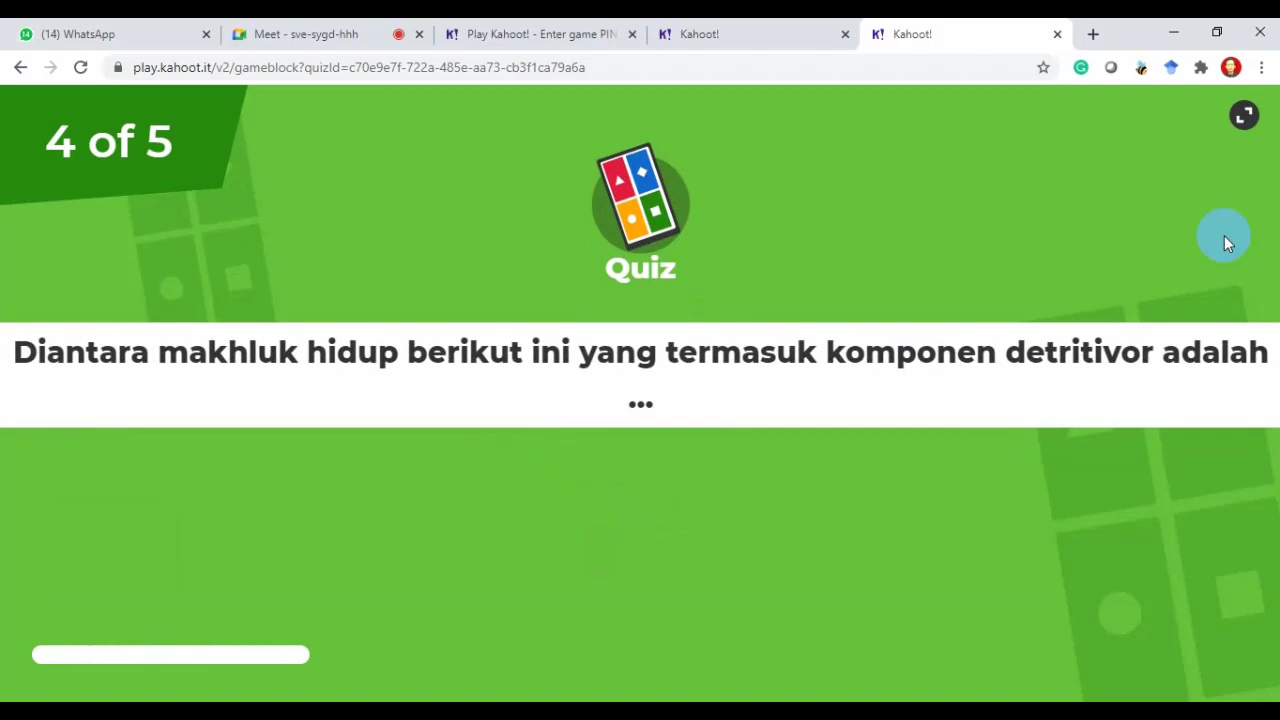 (14) WhatsApp
Meet - sve-sygd-hhh
Play Kahoot! - Enter game PIN
Kahoot!
Kahoot!
play.kahoot.it/v2/gameblock?quizId=c70e9e7f-722a-485e-aa73-cb3f1ca79a6a
4 of 5
Quiz
Diantara makhluk hidup berikut ini yang termasuk komponen detritivor adalah
...